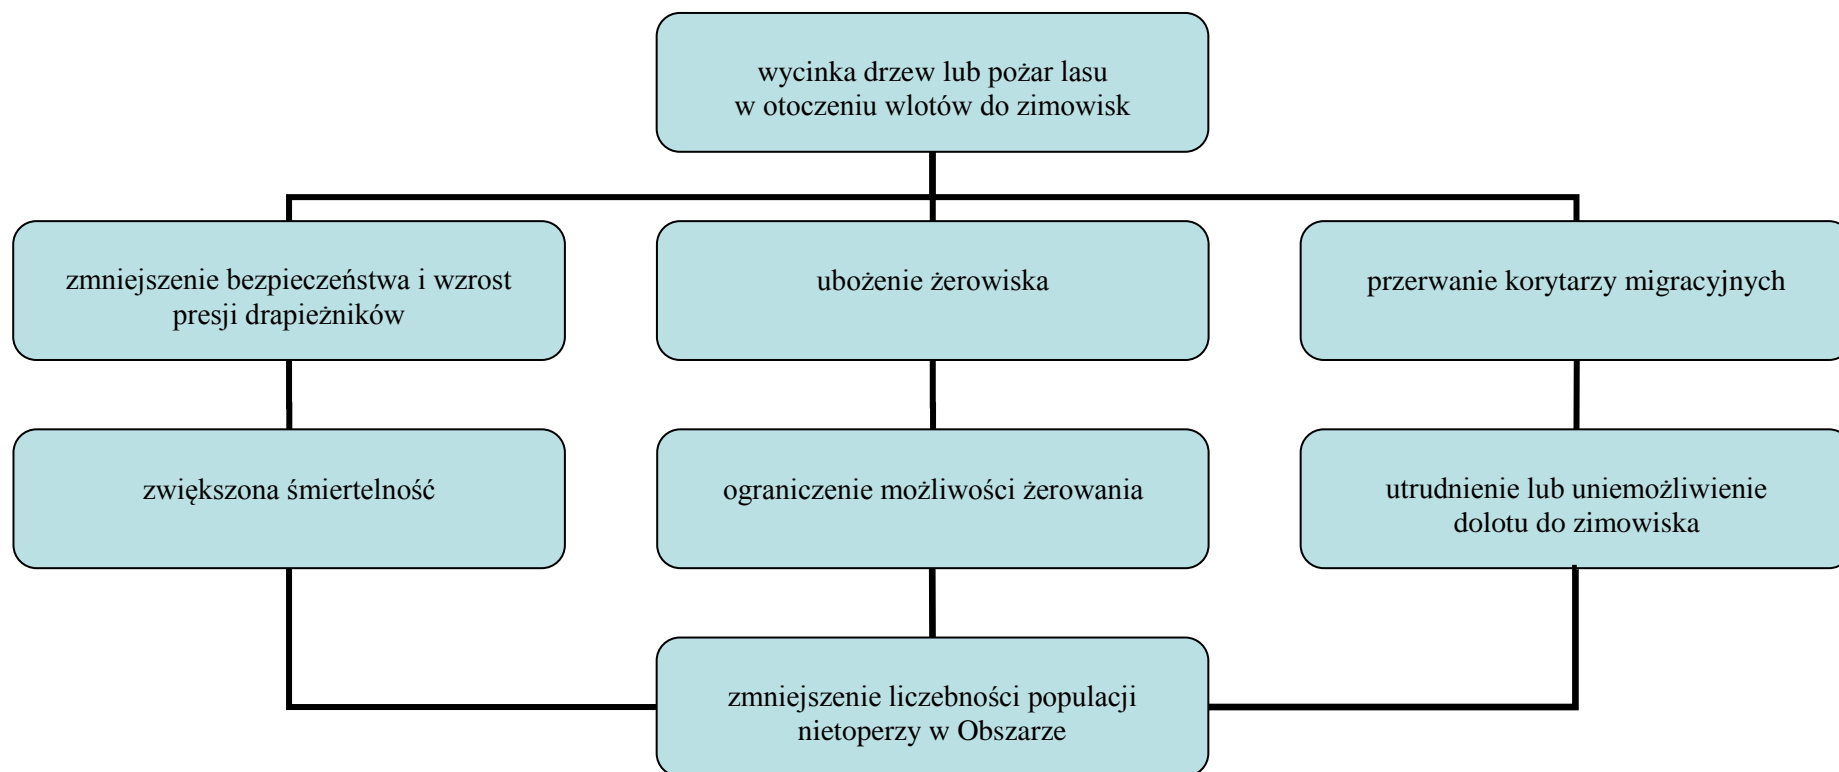 wycinka drzew lub pożar lasu
w otoczeniu wlotów do zimowisk
zmniejszenie bezpieczeństwa i wzrost
presji drapieżników
ubożenie żerowiska
przerwanie korytarzy migracyjnych
zwiększona śmiertelność
ograniczenie możliwości żerowania
utrudnienie lub uniemożliwienie
dolotu do zimowiska
zmniejszenie liczebności populacji
nietoperzy w Obszarze